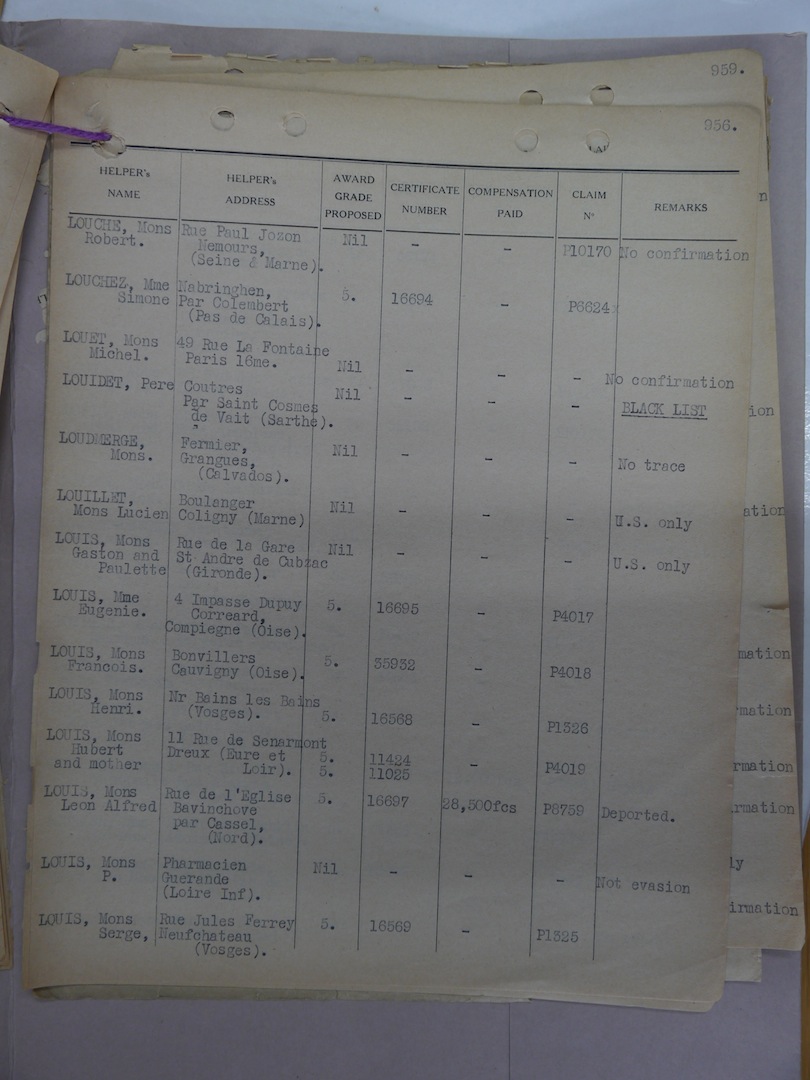 959.
956.
HELPER's NAME HELPER's ADDRESS AWARD GRADE PROPOSED CERTIFICATE NUMBER COMPENSATION PAID CLAIM N° REMARKS
LOUCHE, Mons Rue Paul Jozon Nil - - P10170 No confirmation
Robert. Nemours,
(Seine & Marne).
LOUCHEZ, Mme Nabringhen, 5. 16694 - P6624
Simone Par Colembert
(Pas de Calais).
LOUET, Mons 49 Rue La Fontaine Nil - - - No confirmation
Michel. Paris 16me.
LOUIDET, Pere Coutres Nil - - - BLACK LIST
Par Saint Cosmes
de Vait (Sarthe).
LOUDMERGE, Fermier, Nil - - - No trace
Mons. Grangues,
(Calvados).
LOUILLET, Boulanger Nil - - - U.S. only
Mons Lucien Coligny (Marne)
LOUIS, Mons Rue de la Gare Nil - - - U.S. only
Gaston and St Andre de Cubzac
Paulette (Gironde).
LOUIS, Mme 4 Impasse Dupuy 5. 16695 - P4017
Eugenie. Correard,
Compiegne (Oise).
LOUIS, Mons Bonvillers 5. 35932 - P4018
Francois. Cauvigny (Oise).
LOUIS, Mons Nr Bains les Bains 5. 16568 - P1326
Henri. (Vosges).
LOUIS, Mons 11 Rue de Senarmont
Hubert Dreux (Eure et 5. 11424 - P4019
and mother Loir). 5. 11025
LOUIS, Mons Rue de l'Eglise 5. 16697 28,500fcs P8759 Deported.
Leon Alfred Bavinchove
par Cassel,
(Nord).
LOUIS, Mons Pharmacien Nil - - - Not evasion
P. Guerande
(Loire Inf).
LOUIS, Mons Rue Jules Ferrey 5. 16569 - P1325
Serge, Neufchateau
(Vosges).
n
ion
ation
mation
rmation
rmation
rmation
ly
irmation